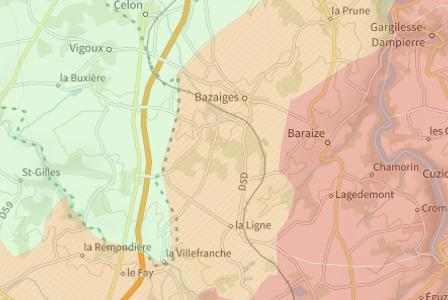 Celon
la Prune
Gargilesse-
Dampierre
Vigoux
la Buxière
Bazaiges
Baraize
les
Chamorin
St-Gilles
D5D
Lagedemont
Crom
D59
la Ligne
la Rémondière
la Villefranche
le Fay